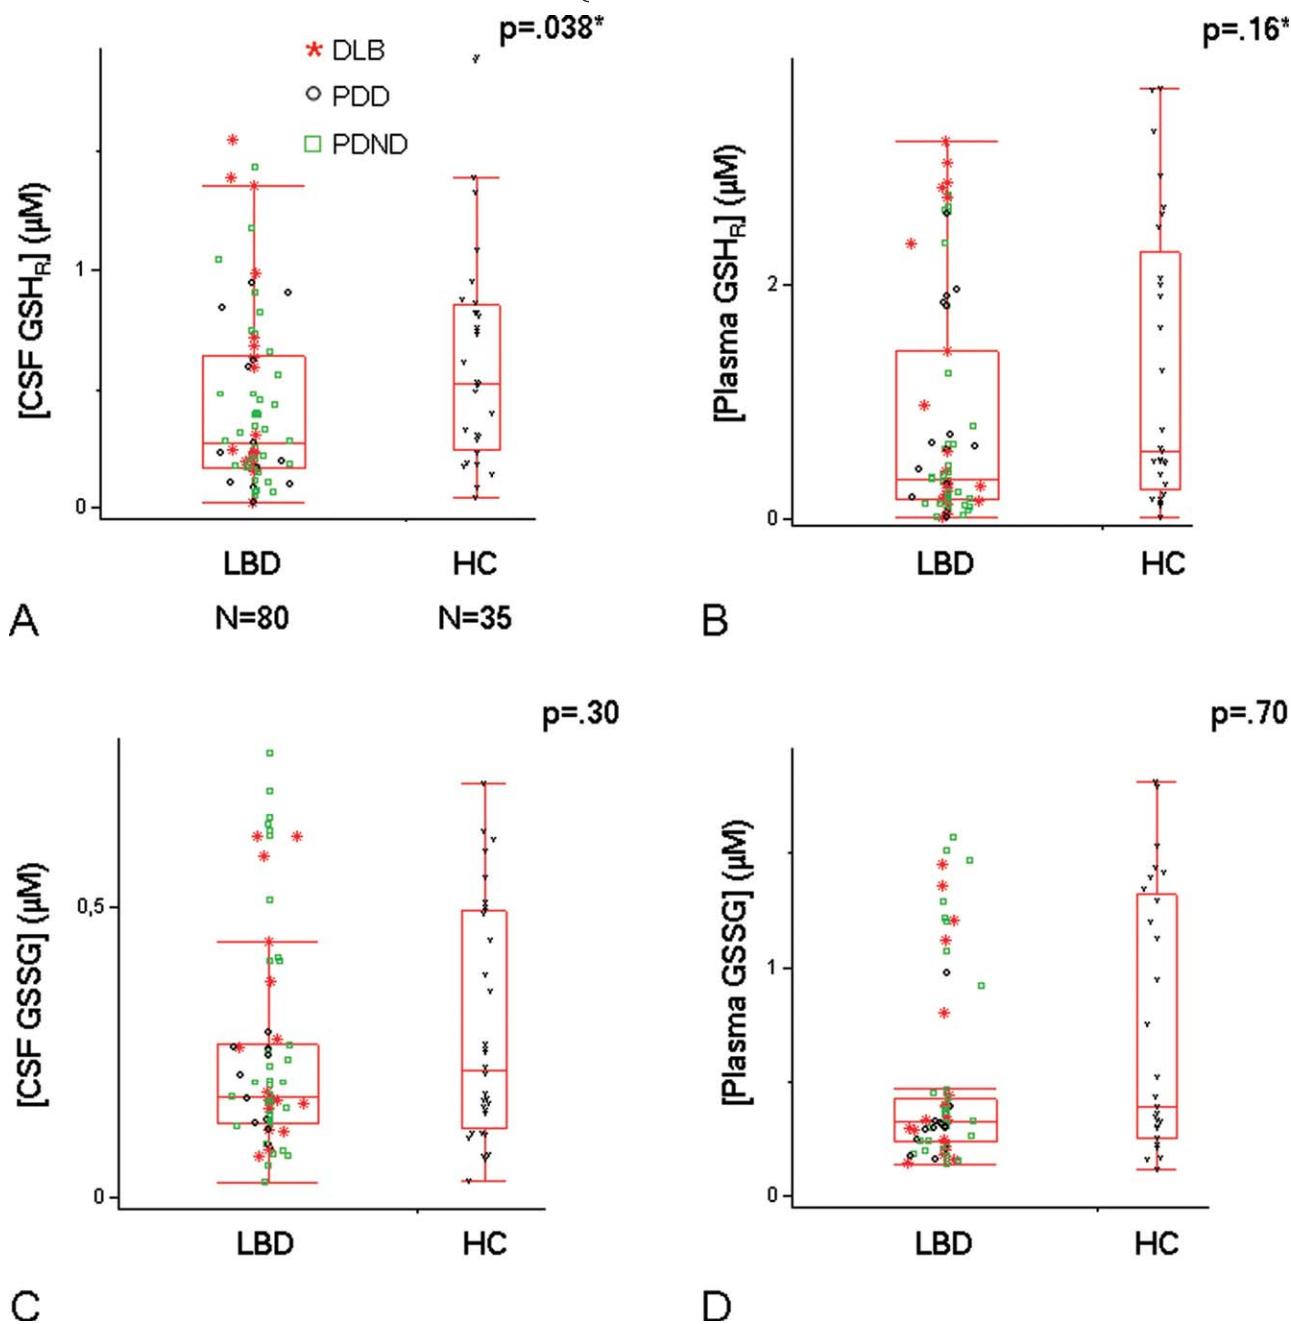 p=.038*
p=.16*
DLB
PDD
PDND
[CSF GSHR] (µM)
1
0
LBD
HC
N=80
N=35
A
[Plasma GSHR] (µM)
2
0
LBD
HC
B
p=.30
p=.70
[CSF GSSG] (µM)
0,5
0
LBD
HC
C
[Plasma GSSG] (µM)
1
0
LBD
HC
D